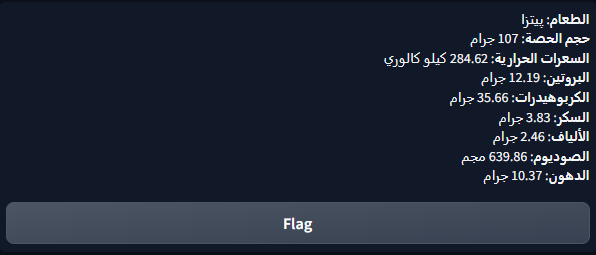 الطعام: پيتزا
حجم الحصة: 107 جرام
السعرات الحرارية: 284.62 كيلو كالوري
البروتين: 12.19 جرام
الكربوهيدرات: 35.66 جرام
السكر: 3.83 جرام
الألياف: 2.46 جرام
الصوديوم: 639.86 مجم
الدهون: 10.37 جرام
Flag